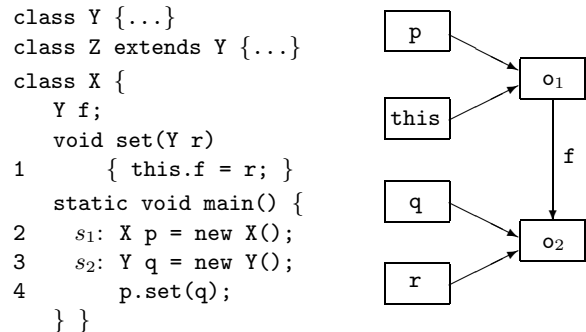 class Y {...}
class Z extends Y {...}
class X {
Y f;
void set(Y r)
1 { this.f = r; }
static void main() {
2 s₁: X p = new X();
3 s₂: Y q = new Y();
4 p.set(q);
} }
p
o₁
this
f
q
o₂
r